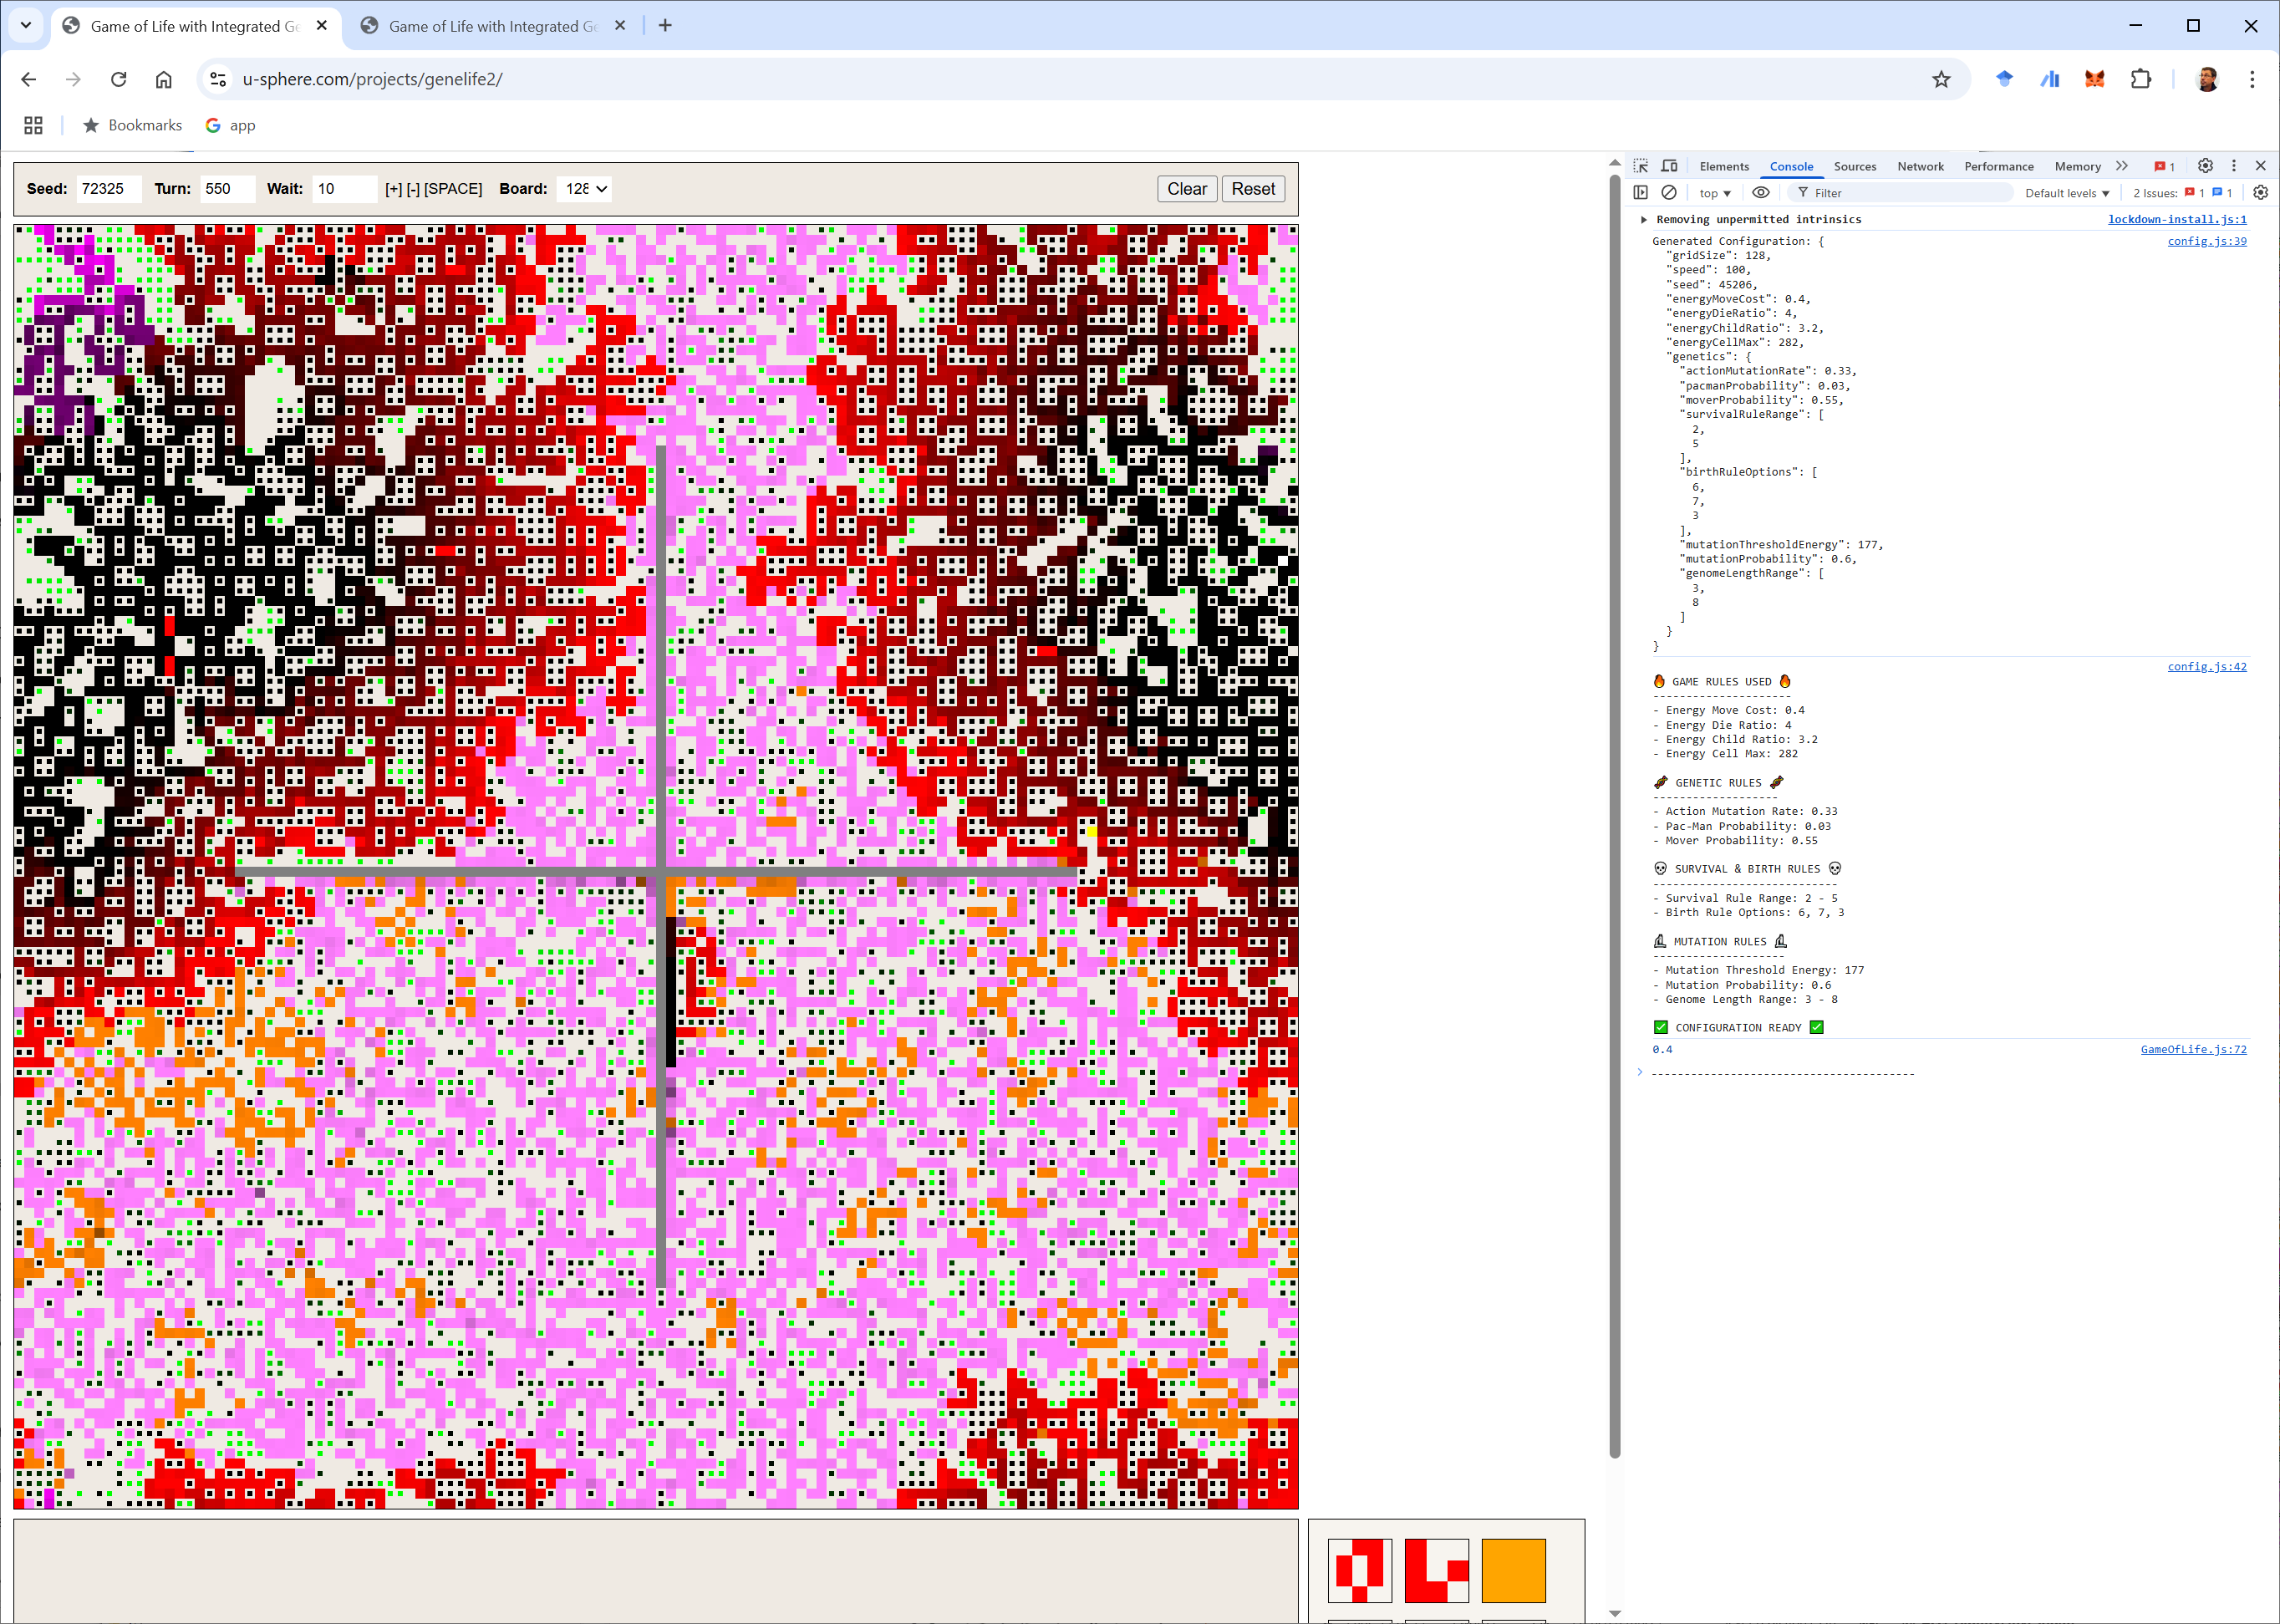 Game of Life with Integrated Ge
Game of Life with Integrated Ge
u-sphere.com/projects/genelife2/
Bookmarks
app
Seed: 72325 Turn: 550 Wait: 10 [+] [-] [SPACE] Board: 128 Clear Reset
Elements Console Sources Network Performance Memory 1
top Filter Default levels 2 Issues: 1 1
Removing unpermitted intrinsics lockdown-install.js:1
Generated Configuration: { config.js:39
"gridSize": 128,
"speed": 100,
"seed": 45206,
"energyMoveCost": 0.4,
"energyDieRatio": 4,
"energyChildRatio": 3.2,
"energyCellMax": 282,
"genetics": {
"actionMutationRate": 0.33,
"pacmanProbability": 0.03,
"moverProbability": 0.55,
"survivalRuleRange": [
2,
5
],
"birthRuleOptions": [
6,
7,
3
],
"mutationThresholdEnergy": 177,
"mutationProbability": 0.6,
"genomeLengthRange": [
3,
8
]
}
}
config.js:42
🔥 GAME RULES USED 🔥
---------------------
- Energy Move Cost: 0.4
- Energy Die Ratio: 4
- Energy Child Ratio: 3.2
- Energy Cell Max: 282
🧬 GENETIC RULES 🧬
-------------------
- Action Mutation Rate: 0.33
- Pac-Man Probability: 0.03
- Mover Probability: 0.55
💀 SURVIVAL & BIRTH RULES 💀
----------------------------
- Survival Rule Range: 2 - 5
- Birth Rule Options: 6, 7, 3
MUTATION RULES
--------------------
- Mutation Threshold Energy: 177
- Mutation Probability: 0.6
- Genome Length Range: 3 - 8
✅ CONFIGURATION READY ✅
0.4 GameOfLife.js:72
----------------------------------------